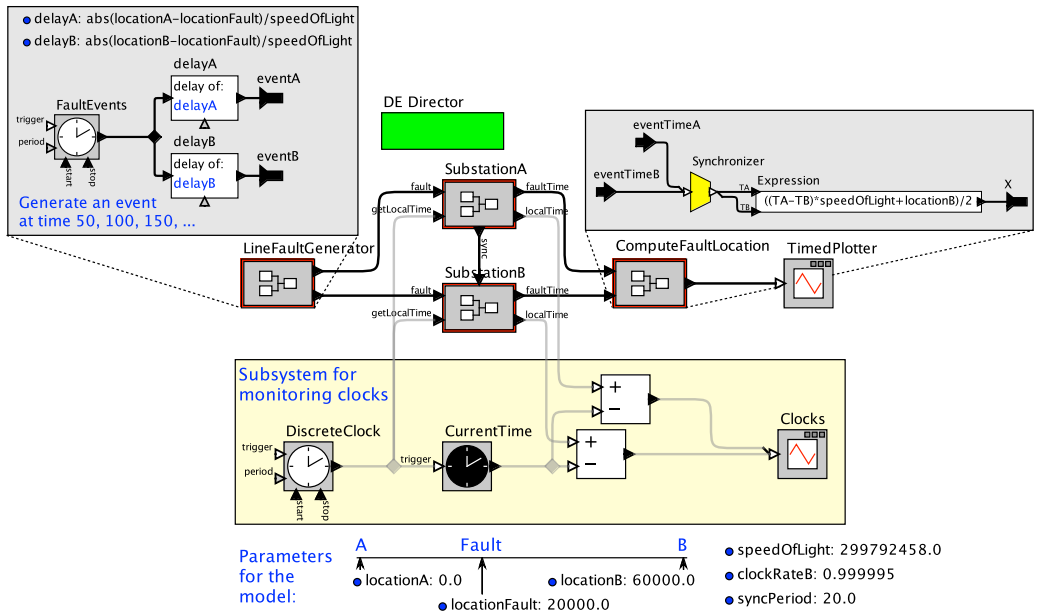 delayA: abs(locationA-locationFault)/speedOfLight
delayB: abs(locationB-locationFault)/speedOfLight
delayA
delay of:
delayA
eventA
FaultEvents
trigger
period
start
stop
delayB
delay of:
delayB
eventB
Generate an event
at time 50, 100, 150, ...
DE Director
eventTimeA
eventTimeB
Synchronizer
TA
TB
Expression
((TA-TB)*speedOfLight+locationB)/2
X
LineFaultGenerator
SubstationA
fault
getLocalTime
faultTime
localTime
sync
SubstationB
fault
getLocalTime
faultTime
localTime
ComputeFaultLocation
TimedPlotter
Subsystem for
monitoring clocks
DiscreteClock
trigger
period
start
stop
CurrentTime
trigger
+
−
+
−
Clocks
Parameters
for the
model:
A
Fault
B
locationA: 0.0
locationB: 60000.0
locationFault: 20000.0
speedOfLight: 299792458.0
clockRateB: 0.999995
syncPeriod: 20.0